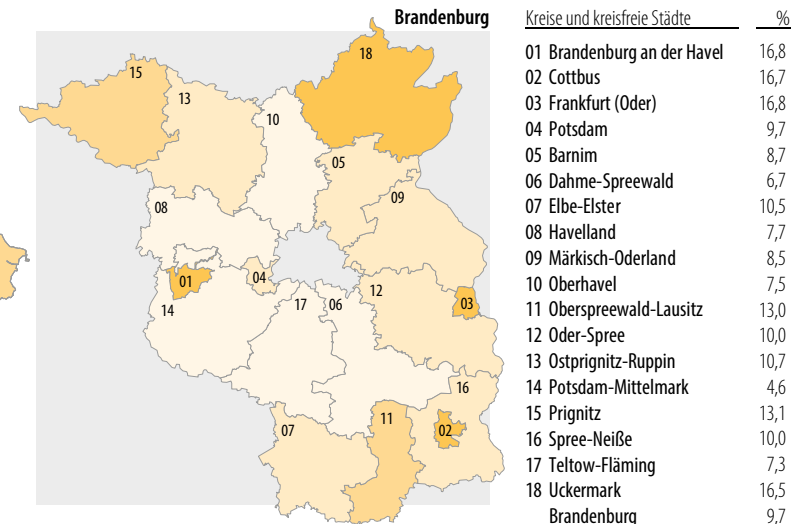 Brandenburg
18
15
13
10
05
09
08
01
04
14
17
06
12
03
16
11
07
02
Kreise und kreisfreie Städte %
01 Brandenburg an der Havel 16,8
02 Cottbus 16,7
03 Frankfurt (Oder) 16,8
04 Potsdam 9,7
05 Barnim 8,7
06 Dahme-Spreewald 6,7
07 Elbe-Elster 10,5
08 Havelland 7,7
09 Märkisch-Oderland 8,5
10 Oberhavel 7,5
11 Oberspreewald-Lausitz 13,0
12 Oder-Spree 10,0
13 Ostprignitz-Ruppin 10,7
14 Potsdam-Mittelmark 4,6
15 Prignitz 13,1
16 Spree-Neiße 10,0
17 Teltow-Fläming 7,3
18 Uckermark 16,5
Brandenburg 9,7